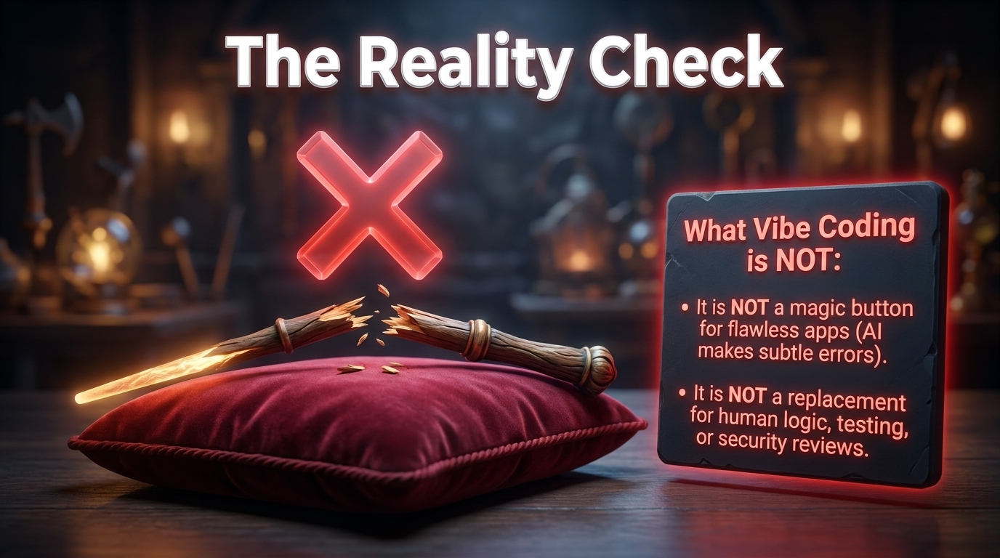 The Reality Check
What Vibe Coding
is NOT:
• It is NOT a magic button
for flawless apps (AI
makes subtle errors).
• It is NOT a replacement
for human logic, testing,
or security reviews.